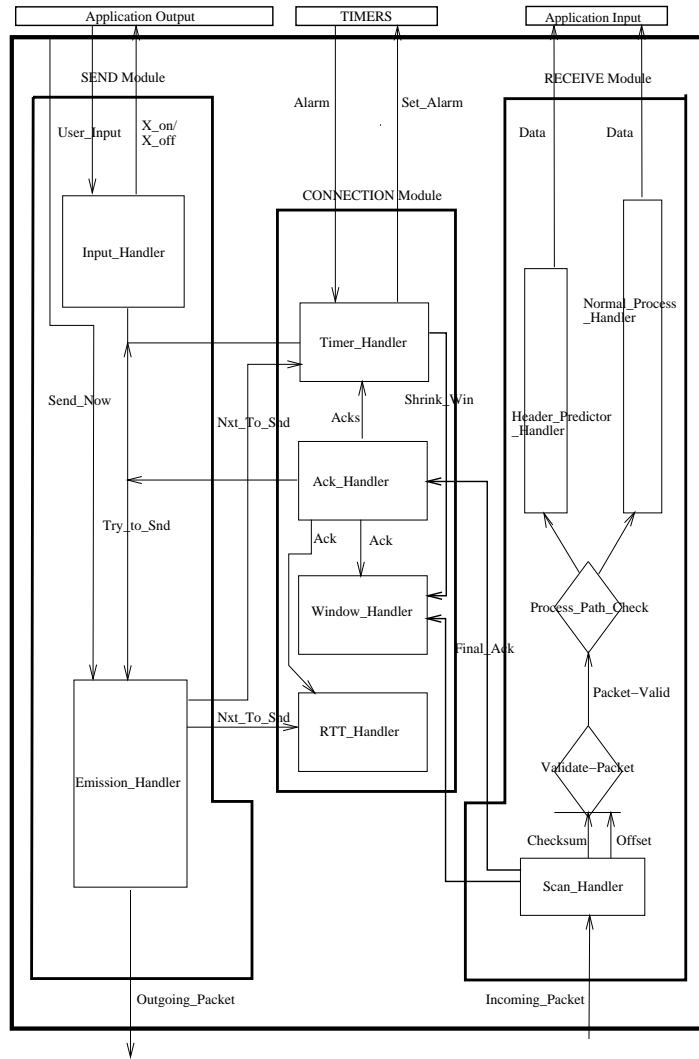 Application Output
TIMERS
Application Input
SEND Module
RECEIVE Module
Alarm
Set_Alarm
User_Input
X_on/
X_off
Data
Data
CONNECTION Module
Input_Handler
Normal_Process
_Handler
Timer_Handler
Send_Now
Nxt_To_Snd
Acks
Shrink_Win
Header_Predictor
_Handler
Ack_Handler
Try_to_Snd
Ack
Ack
Window_Handler
Process_Path_Check
Final_Ack
Packet−Valid
Nxt_To_Snd
RTT_Handler
Emission_Handler
Validate−Packet
Checksum
Offset
Scan_Handler
Outgoing_Packet
Incoming_Packet